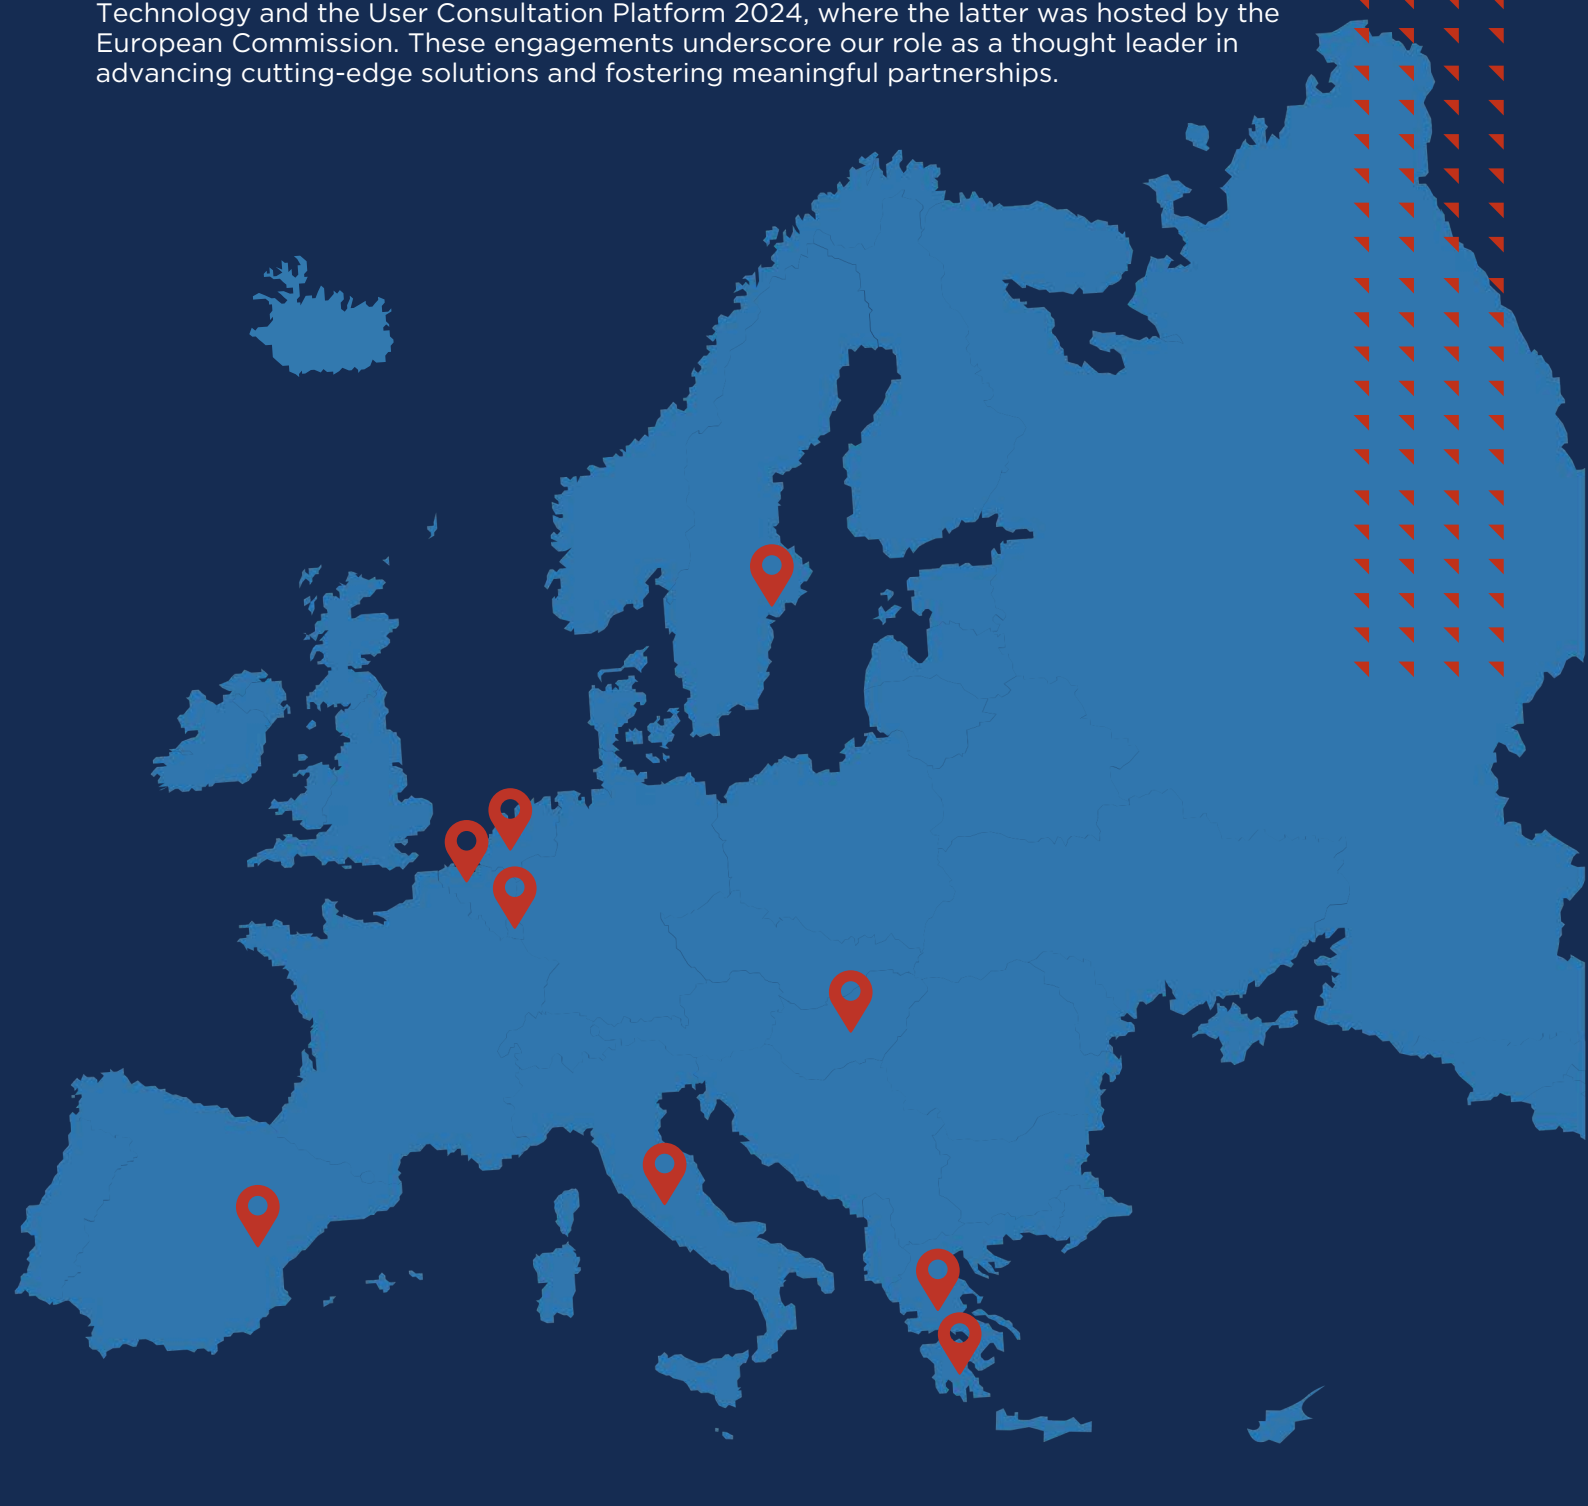 Technology and the User Consultation Platform 2024, where the latter was hosted by the
European Commission. These engagements underscore our role as a thought leader in
advancing cutting-edge solutions and fostering meaningful partnerships.